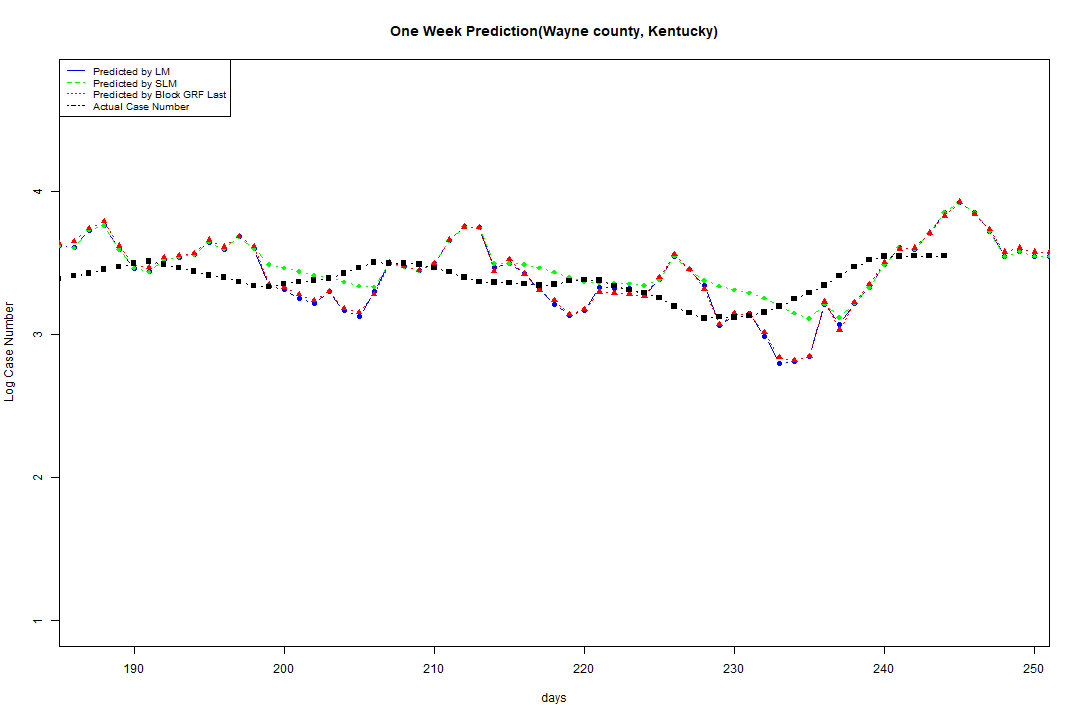 One Week Prediction(Wayne county, Kentucky)
Predicted by LM
Predicted by SLM
Predicted by Block GRF Last
Actual Case Number
4
3
2
1
Log Case Number
190 200 210 220 230 240 250
days